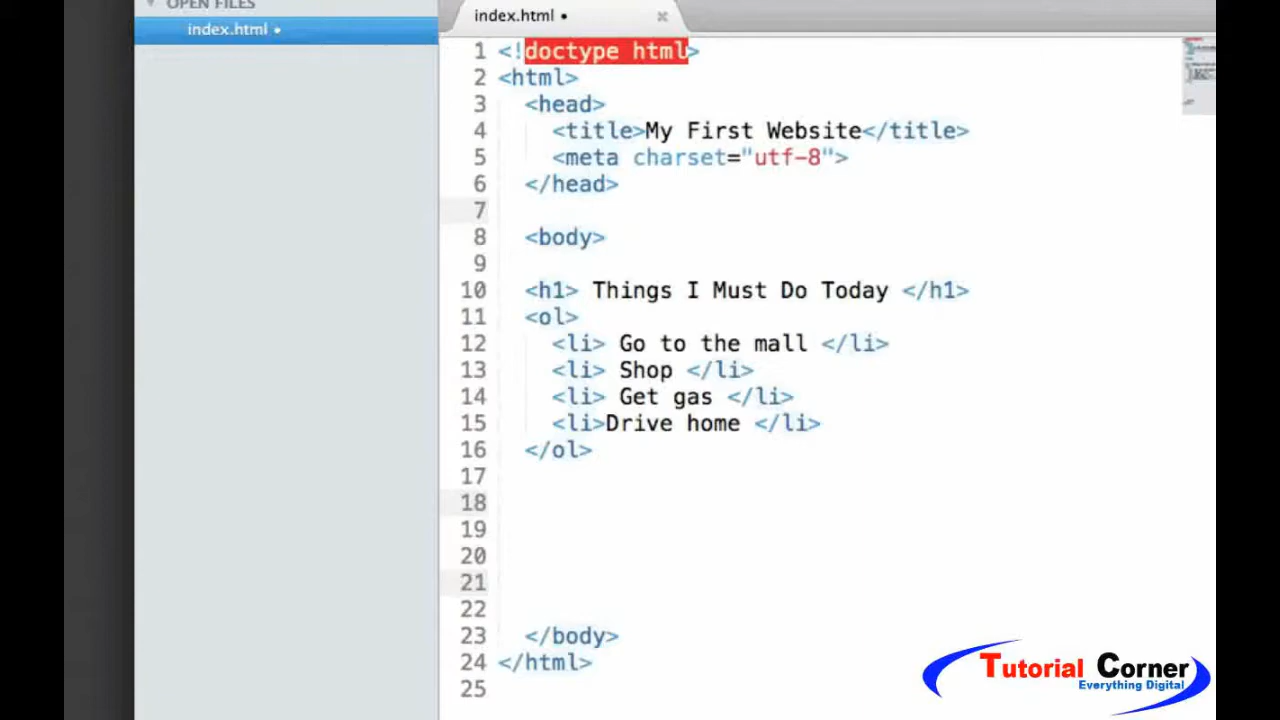 OPEN FILES
index.html
index.html
1 <!doctype html>
2 <html>
3 <head>
4 <title>My First Website</title>
5 <meta charset="utf-8">
6 </head>
7
8 <body>
9
10 <h1> Things I Must Do Today </h1>
11 <ol>
12 <li> Go to the mall </li>
13 <li> Shop </li>
14 <li> Get gas </li>
15 <li>Drive home </li>
16 </ol>
17
18
19
20
21
22
23 </body>
24 </html>
25
Tutorial Corner
Everything Digital